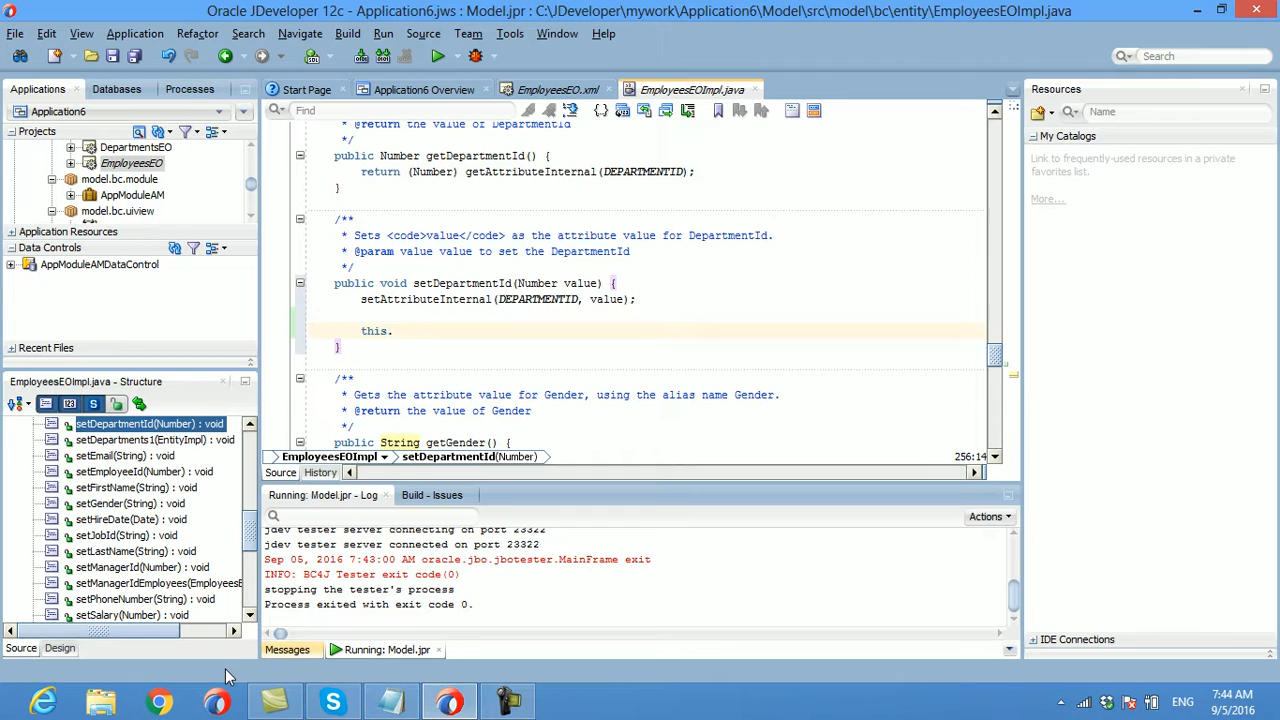 Oracle JDeveloper 12c - Application6.jws : Model.jpr : C:\JDeveloper\mywork\Application6\Model\src\model\bc\entity\EmployeesEOImpl.java
File Edit View Application Refactor Search Navigate Build Run Source Team Tools Window Help
Search
Applications Databases Processes
Application6
Projects
DepartmentsEO
EmployeesEO
model.bc.module
AppModuleAM
model.bc.uiview
Application Resources
Data Controls
AppModuleAMDataControl
Recent Files
EmployeesEOImpl.java - Structure
setDepartmentId(Number) : void
setDepartments1(EntityImpl) : void
setEmail(String) : void
setEmployeeId(Number) : void
setFirstName(String) : void
setGender(String) : void
setHireDate(Date) : void
setJobId(String) : void
setLastName(String) : void
setManagerId(Number) : void
setManagerIdEmployees(EmployeesE
setPhoneNumber(String) : void
setSalary(Number) : void
Source Design
Start Page Application6 Overview EmployeesEO.xml EmployeesEOImpl.java
Find
* @return the value of DepartmentId
*/
public Number getDepartmentId() {
return (Number) getAttributeInternal(DEPARTMENTID);
}
/**
* Sets <code>value</code> as the attribute value for DepartmentId.
* @param value value to set the DepartmentId
*/
public void setDepartmentId(Number value) {
setAttributeInternal(DEPARTMENTID, value);
this.
}
/**
* Gets the attribute value for Gender, using the alias name Gender.
* @return the value of Gender
*/
public String getGender() {
EmployeesEOImpl setDepartmentId(Number) 256:14
Source History
Running: Model.jpr - Log Build - Issues
Actions
jdev tester server connecting on port 23322
jdev tester server connected on port 23322
Sep 05, 2016 7:43:00 AM oracle.jbo.jbotester.MainFrame exit
INFO: BC4J Tester exit code(0)
stopping the tester's process
Process exited with exit code 0.
Messages Running: Model.jpr
Resources
Name
My Catalogs
Link to frequently-used resources in a private
favorites list.
More...
IDE Connections
ENG
7:44 AM
9/5/2016